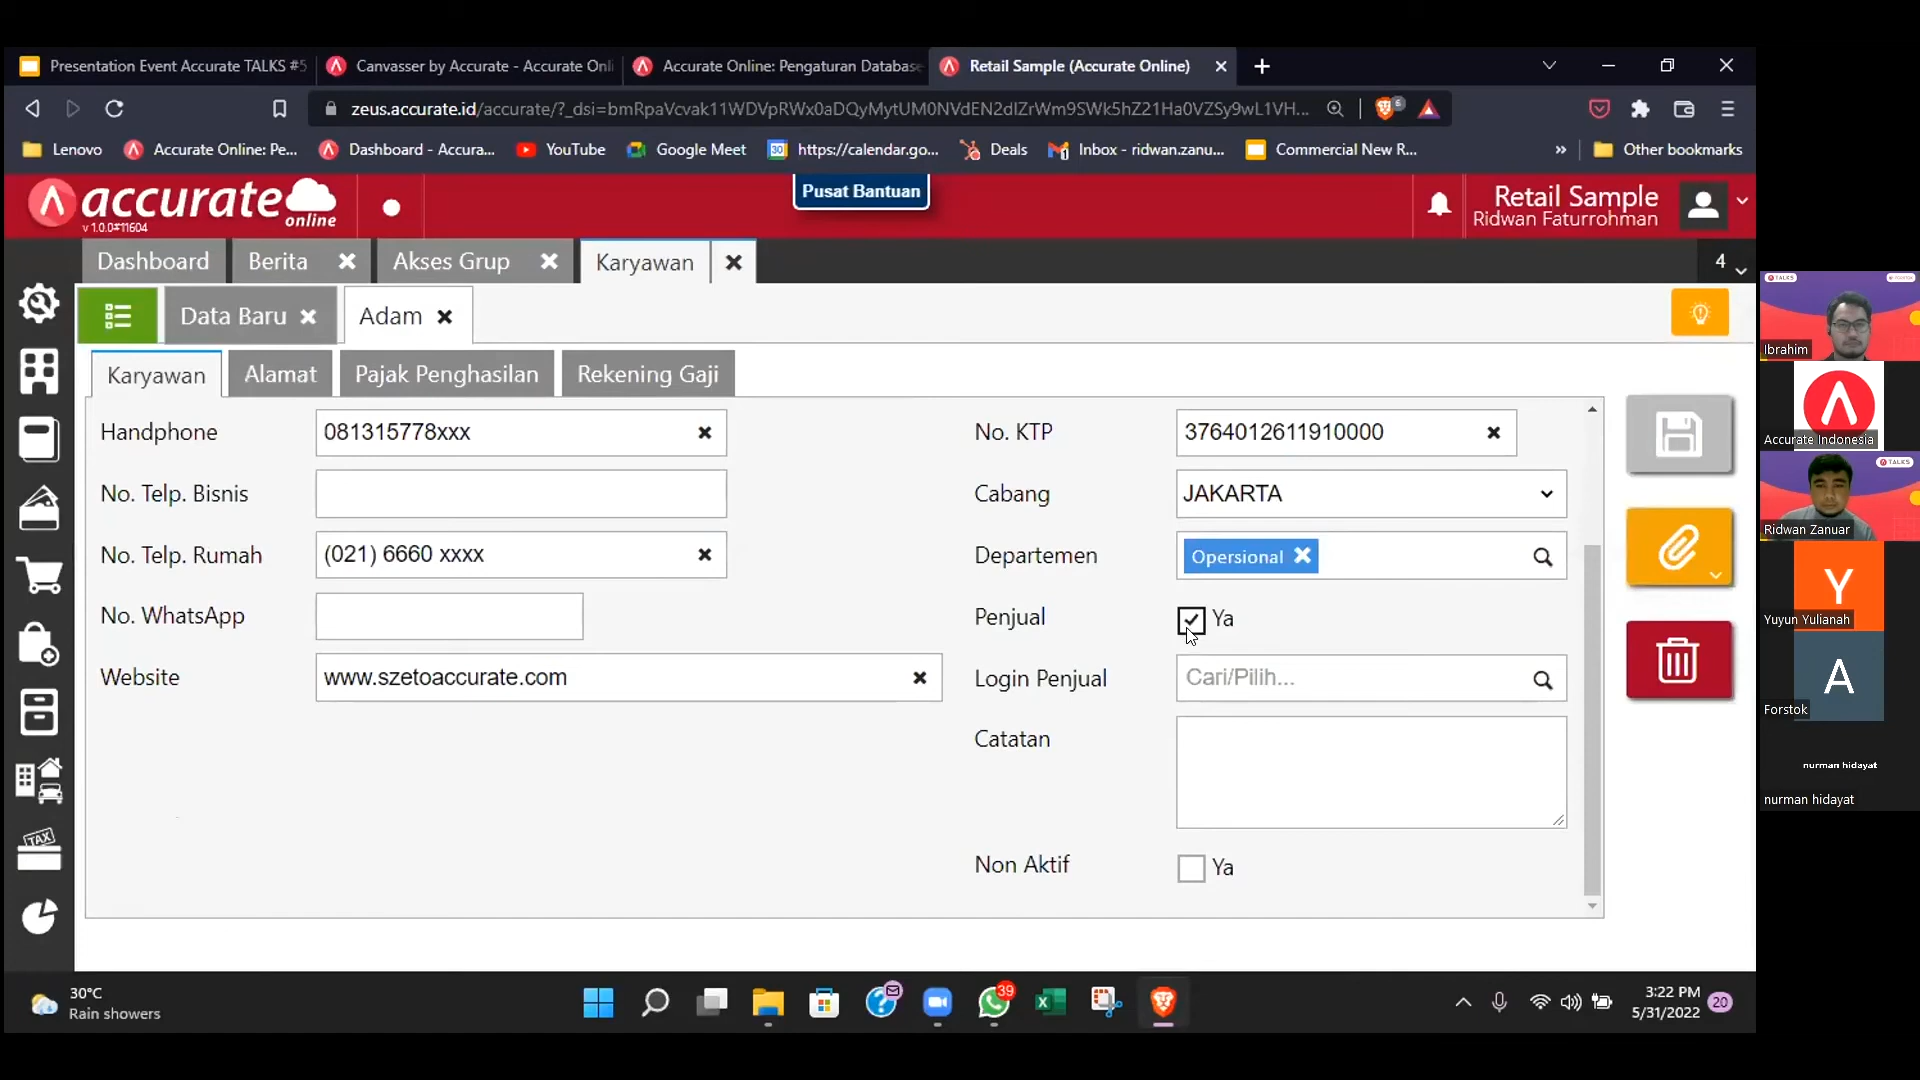 Presentation Event Accurate TALKS #5
Canvasser by Accurate - Accurate Onli
Accurate Online: Pengaturan Database
Retail Sample (Accurate Online)
zeus.accurate.id/accurate/?_dsi=bmRpaVcvak11WDVpRWx0aDQyMytUM0NVdEN2dlZrWm9SWk5hZ21Ha0VZSy9wL1VH...
6
Lenovo
Accurate Online: Pe...
Dashboard - Accura...
YouTube
Google Meet
30
https://calendar.go...
Deals
Inbox - ridwan.zanu...
Commercial New R...
»
Other bookmarks
accurate
online
v 1.0.0#11604
Pusat Bantuan
Retail Sample
Ridwan Faturrohman
Dashboard
Berita
Akses Grup
Karyawan
4
Data Baru
Adam
Karyawan
Alamat
Pajak Penghasilan
Rekening Gaji
Handphone
081315778xxx
No. KTP
3764012611910000
No. Telp. Bisnis
Cabang
JAKARTA
No. Telp. Rumah
(021) 6660 xxxx
Departemen
Opersional
No. WhatsApp
Penjual
Ya
Website
www.szetoaccurate.com
Login Penjual
Cari/Pilih...
Catatan
Non Aktif
Ya
TAX
30°C
Rain showers
39
3:22 PM
5/31/2022
20
TALKS
Ibrahim
Accurate Indonesia
TALKS
Ridwan Zanuar
Y
Yuyun Yulianah
A
Forstok
nurman hidayat
nurman hidayat